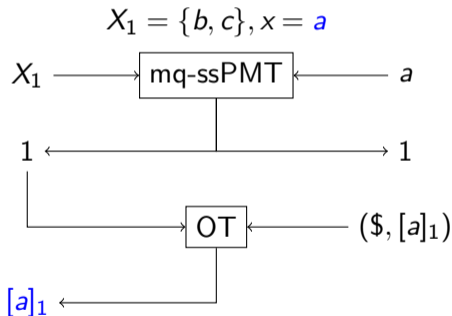 X₁ = {b, c}, x = a
X₁ mq-ssPMT a
1 1
OT ($, [a]₁)
[a]₁